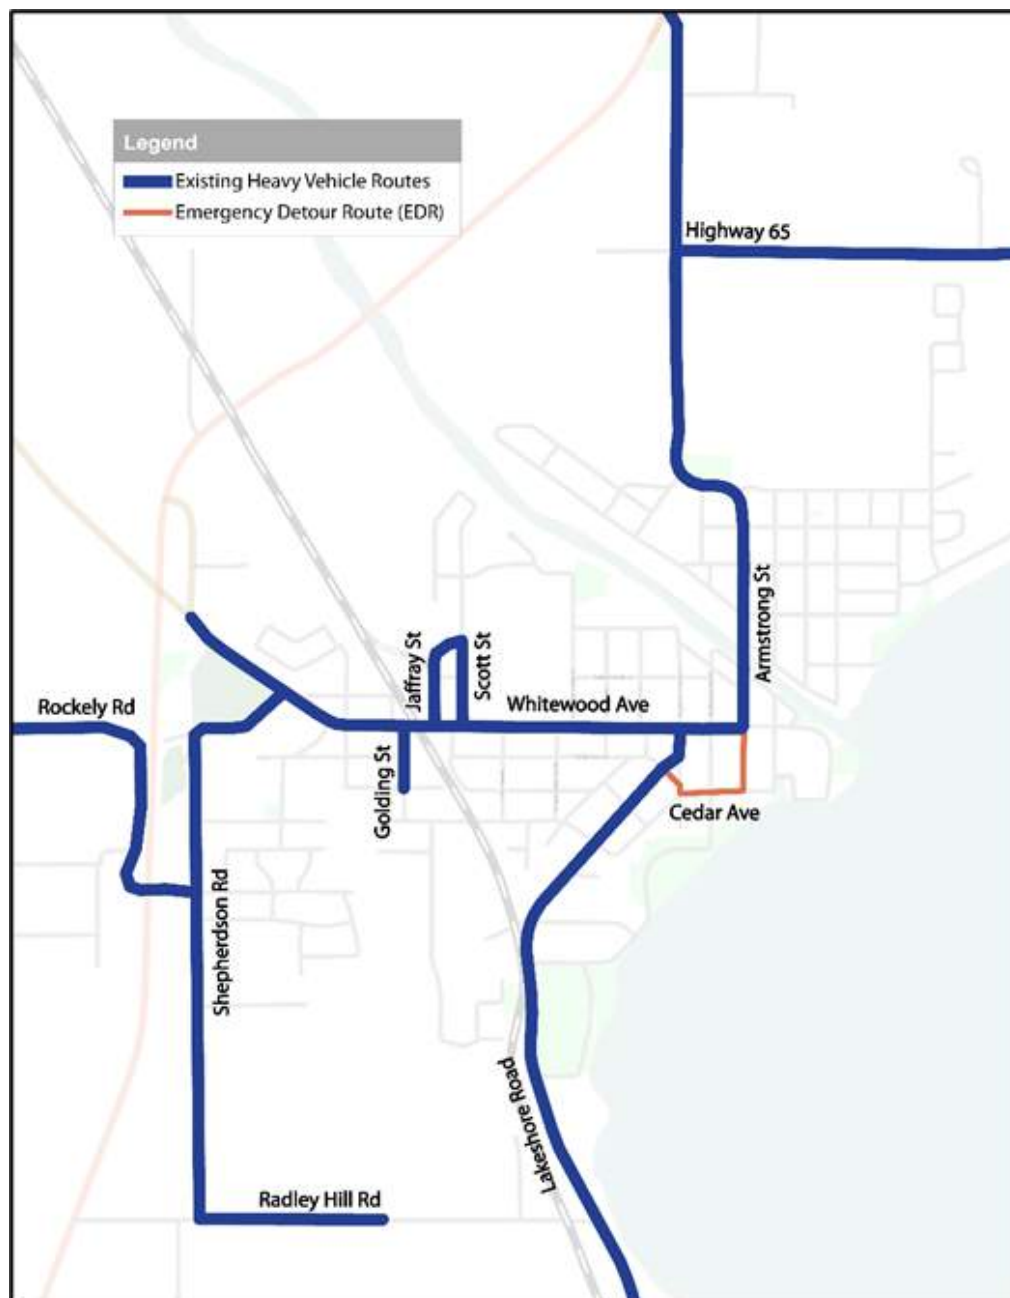 Legend
Existing Heavy Vehicle Routes
Emergency Detour Route (EDR)
Highway 65
Armstrong St
Jaffray St
Scott St
Whitewood Ave
Rockely Rd
Golding St
Cedar Ave
Shepherdson Rd
Lakeshore Road
Radley Hill Rd